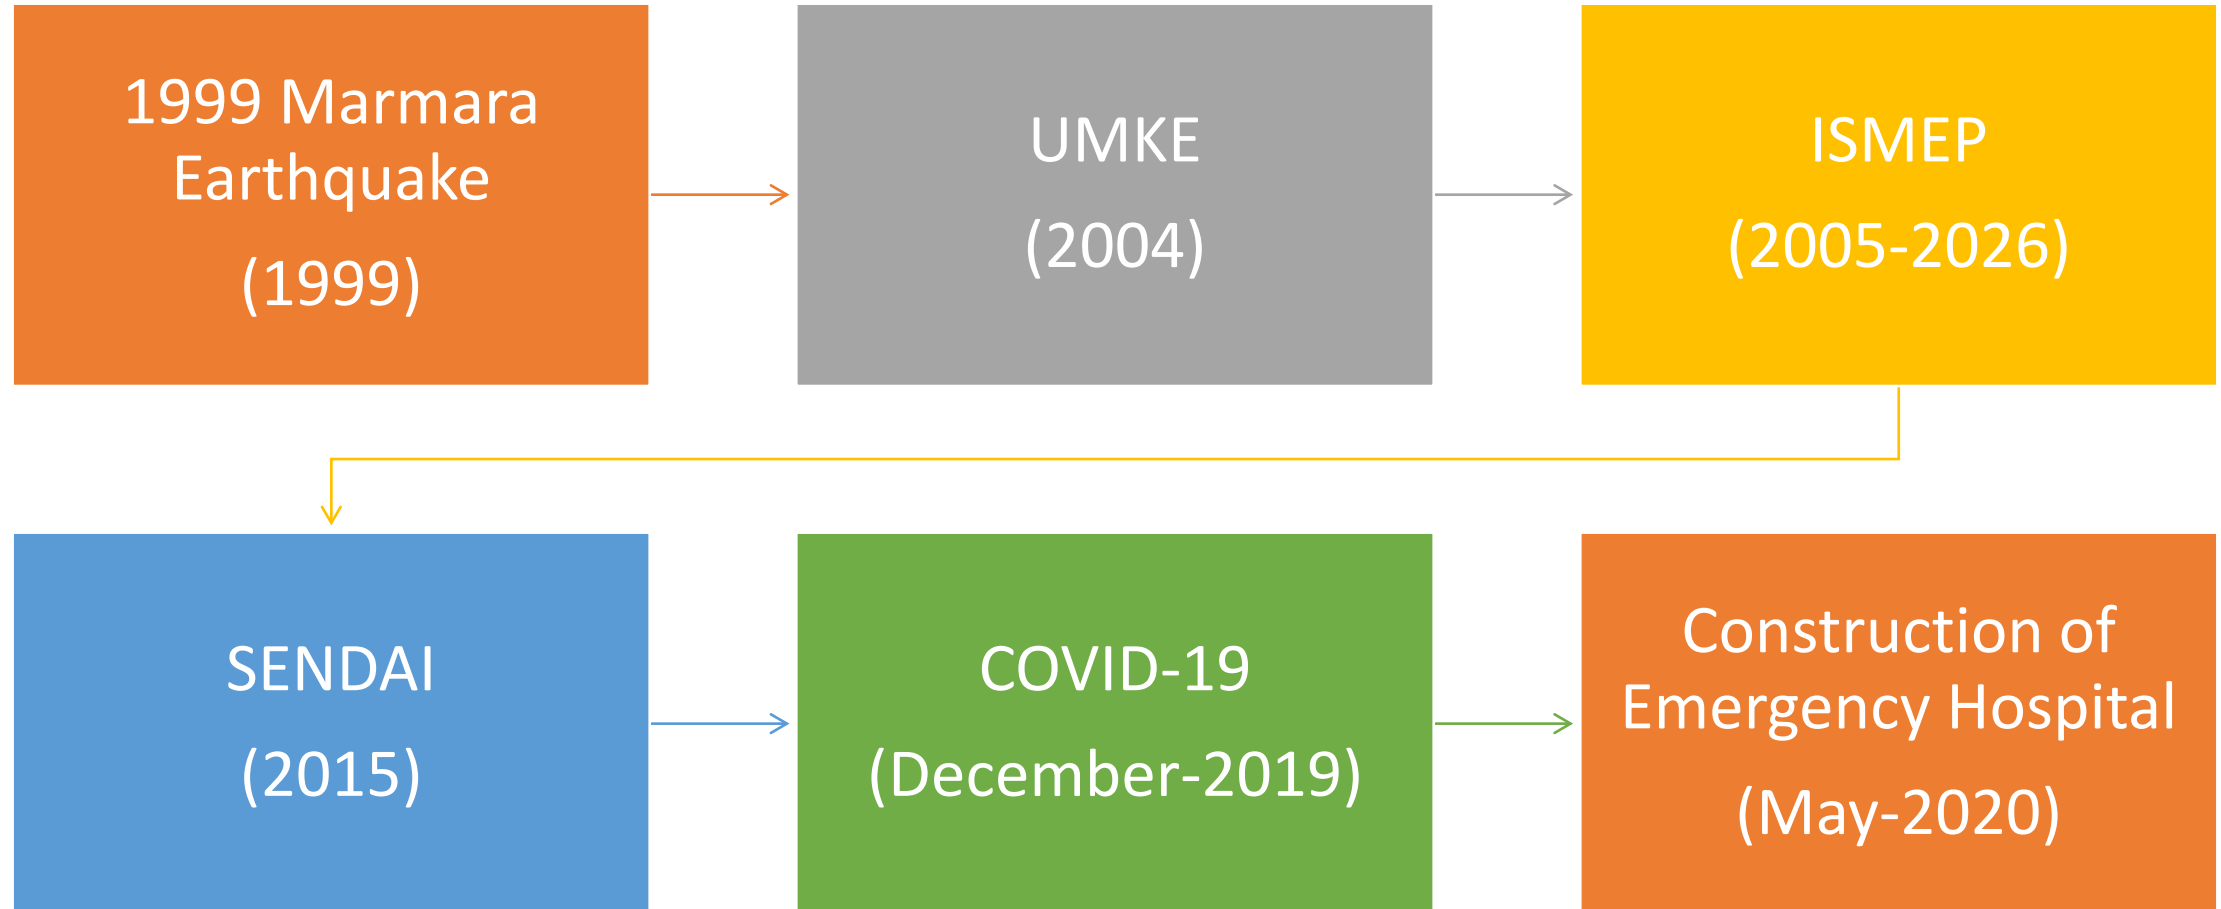 1999 Marmara
Earthquake
(1999)
UMKE
(2004)
ISMEP
(2005-2026)
SENDAI
(2015)
COVID-19
(December-2019)
Construction of
Emergency Hospital
(May-2020)